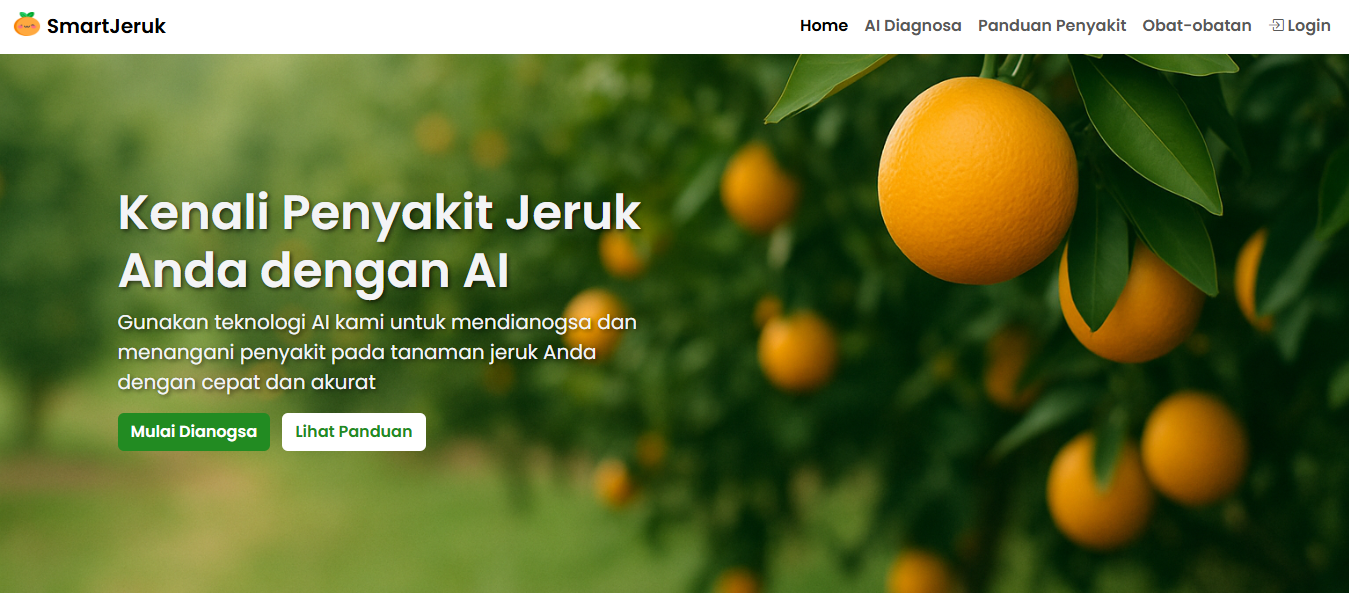 SmartJeruk
Home AI Diagnosa Panduan Penyakit Obat-obatan Login
Kenali Penyakit Jeruk
Anda dengan AI
Gunakan teknologi AI kami untuk mendianogsa dan
menangani penyakit pada tanaman jeruk Anda
dengan cepat dan akurat
Mulai Dianogsa Lihat Panduan